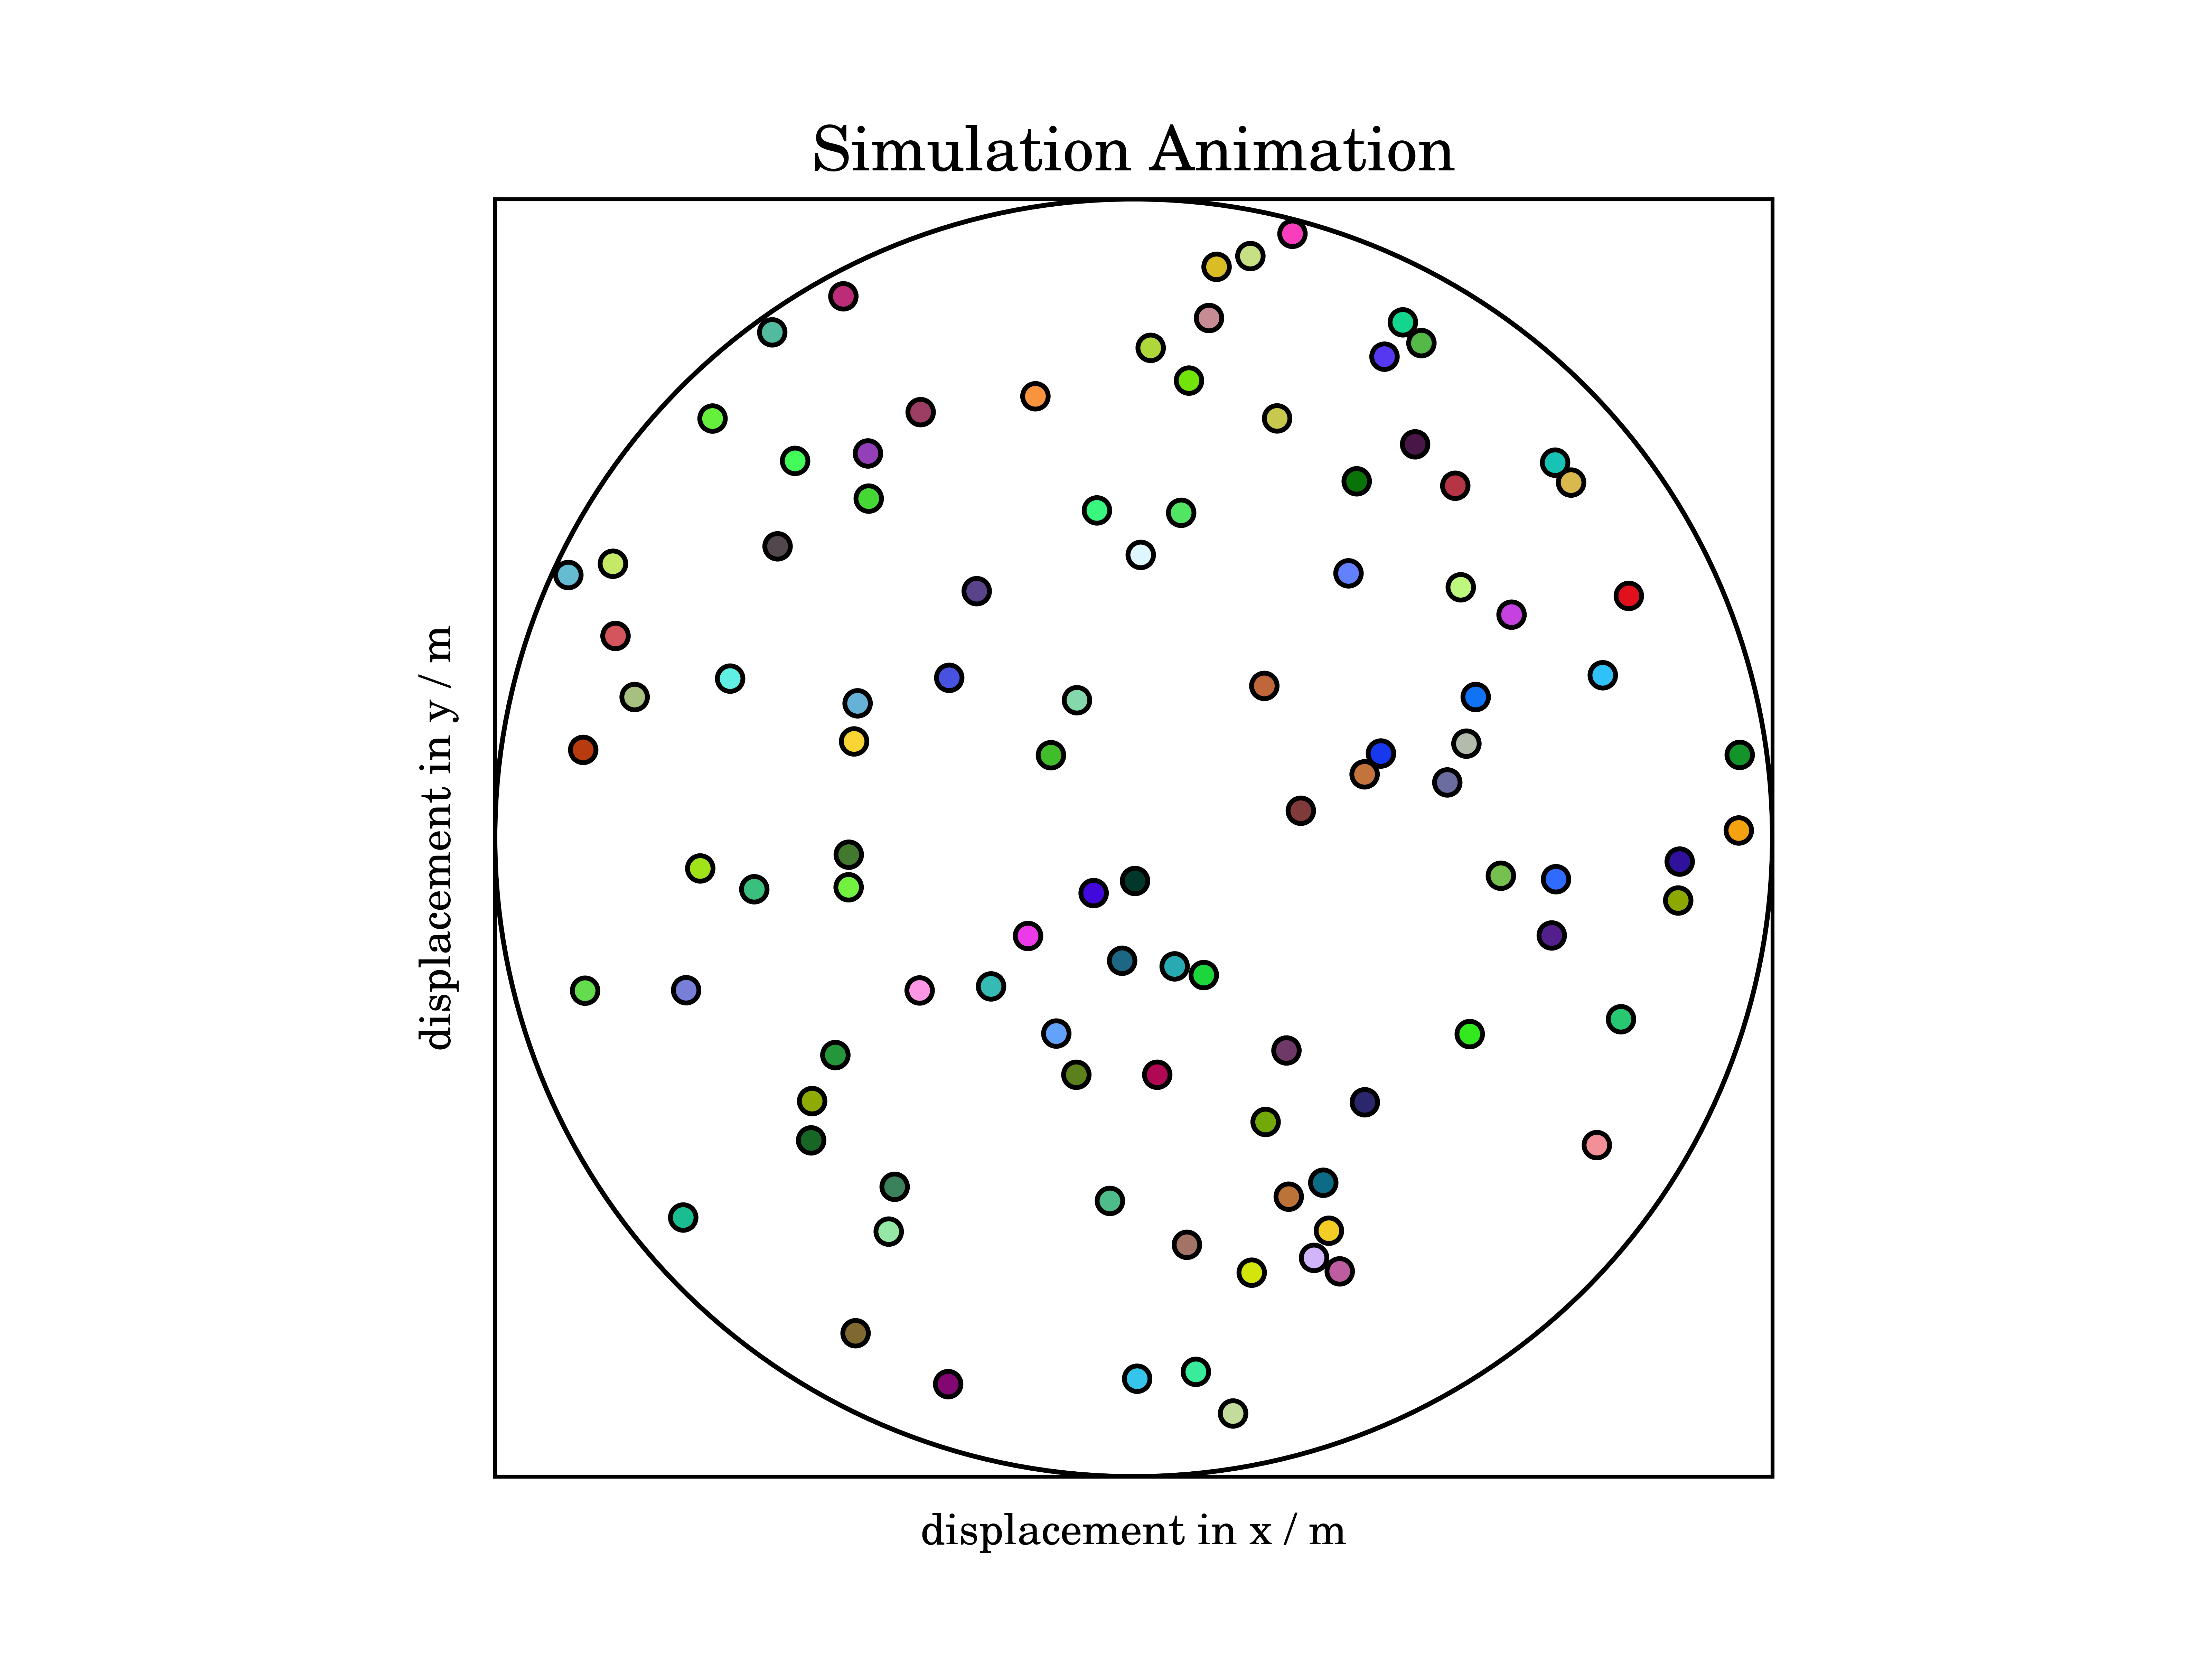 Simulation Animation
displacement in y / m
displacement in x / m